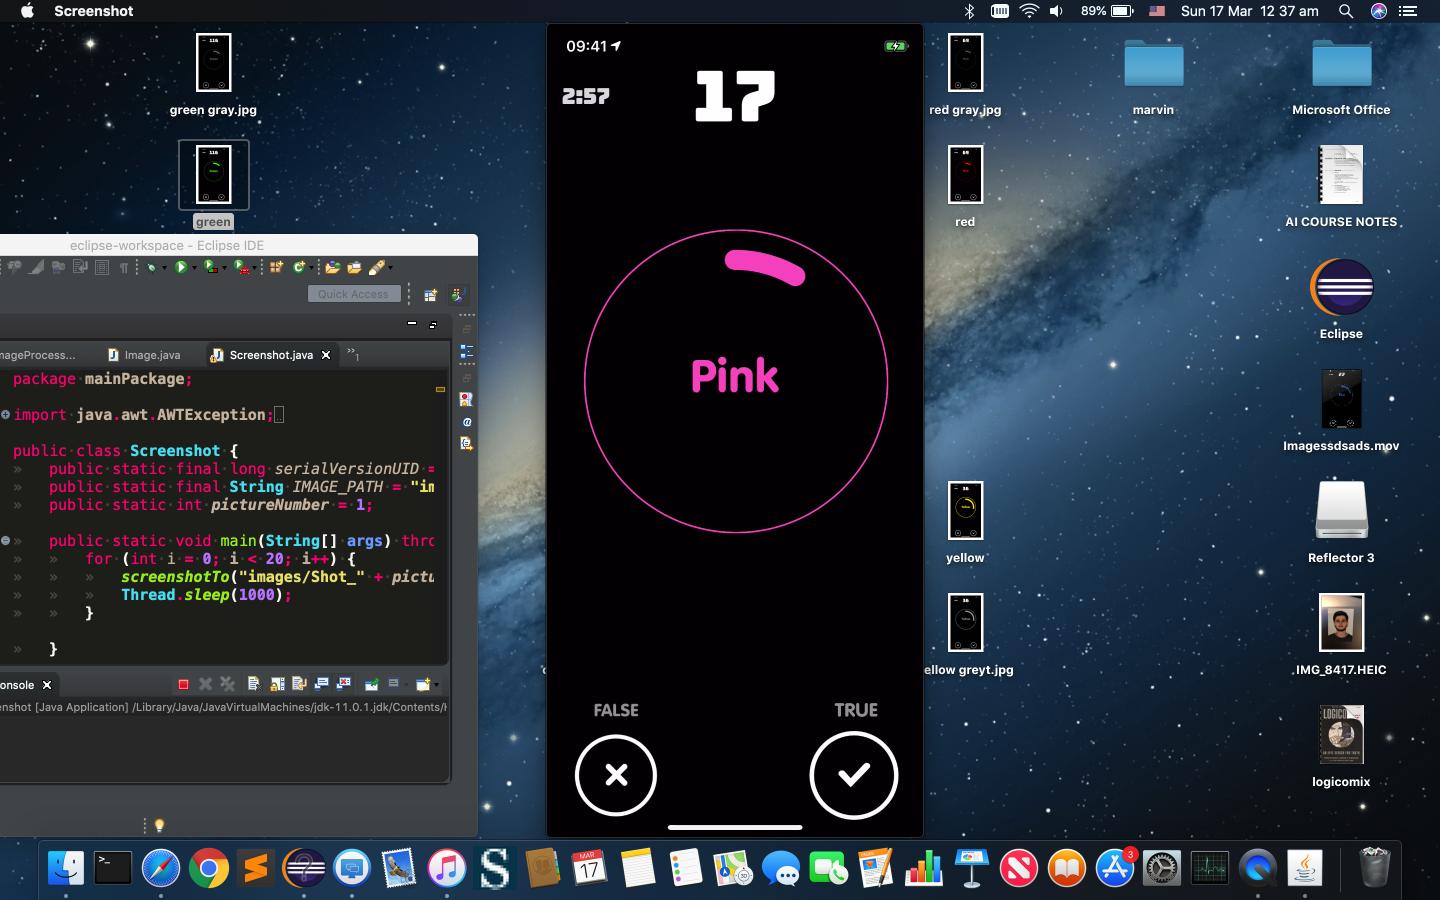 Screenshot
89%
Sun 17 Mar 12 37 am
green gray.jpg
green
eclipse-workspace - Eclipse IDE
Quick Access
mageProcess...
Image.java
Screenshot.java
package mainPackage;
import java.awt.AWTException;
public class Screenshot {
public static final long serialVersionUID =
public static final String IMAGE_PATH = "im
public static int pictureNumber = 1;
public static void main(String[] args) thro
for (int i = 0; i < 20; i++) {
screenshotTo("images/Shot_" + pictu
Thread.sleep(1000);
}
}
onsole
nshot [Java Application] /Library/Java/JavaVirtualMachines/jdk-11.0.1.jdk/Contents/H
09:41
2:57
17
Pink
FALSE
TRUE
red gray.jpg
marvin
Microsoft Office
red
AI COURSE NOTES
Eclipse
Imagessdsads.mov
yellow
Reflector 3
ellow greyt.jpg
IMG_8417.HEIC
logicomix
MAR
17
3